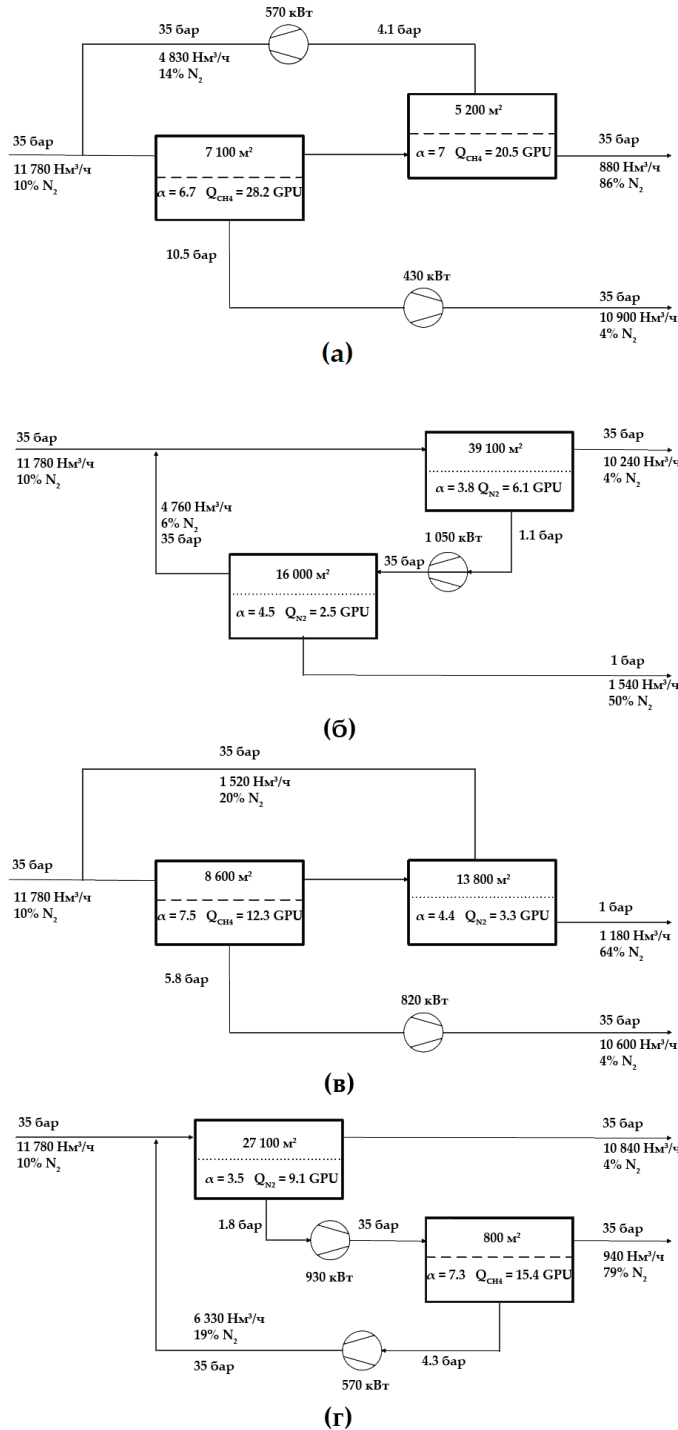 570 кВт
35 бар
4.1 бар
4 830 Нм³/ч
14% N₂
35 бар
11 780 Нм³/ч
10% N₂
7 100 м²
α = 6.7 Q_CH4 = 28.2 GPU
5 200 м²
α = 7 Q_CH4 = 20.5 GPU
35 бар
880 Нм³/ч
86% N₂
10.5 бар
430 кВт
35 бар
10 900 Нм³/ч
4% N₂
(а)
35 бар
11 780 Нм³/ч
10% N₂
39 100 м²
α = 3.8 Q_N2 = 6.1 GPU
35 бар
10 240 Нм³/ч
4% N₂
4 760 Нм³/ч
6% N₂
35 бар
1 050 кВт
35 бар
1.1 бар
16 000 м²
α = 4.5 Q_N2 = 2.5 GPU
1 бар
1 540 Нм³/ч
50% N₂
(б)
35 бар
1 520 Нм³/ч
20% N₂
35 бар
11 780 Нм³/ч
10% N₂
8 600 м²
α = 7.5 Q_CH4 = 12.3 GPU
13 800 м²
α = 4.4 Q_N2 = 3.3 GPU
1 бар
1 180 Нм³/ч
64% N₂
5.8 бар
820 кВт
35 бар
10 600 Нм³/ч
4% N₂
(в)
35 бар
11 780 Нм³/ч
10% N₂
27 100 м²
α = 3.5 Q_N2 = 9.1 GPU
35 бар
10 840 Нм³/ч
4% N₂
1.8 бар
35 бар
930 кВт
800 м²
α = 7.3 Q_CH4 = 15.4 GPU
35 бар
940 Нм³/ч
79% N₂
6 330 Нм³/ч
19% N₂
35 бар
570 кВт
4.3 бар
(г)